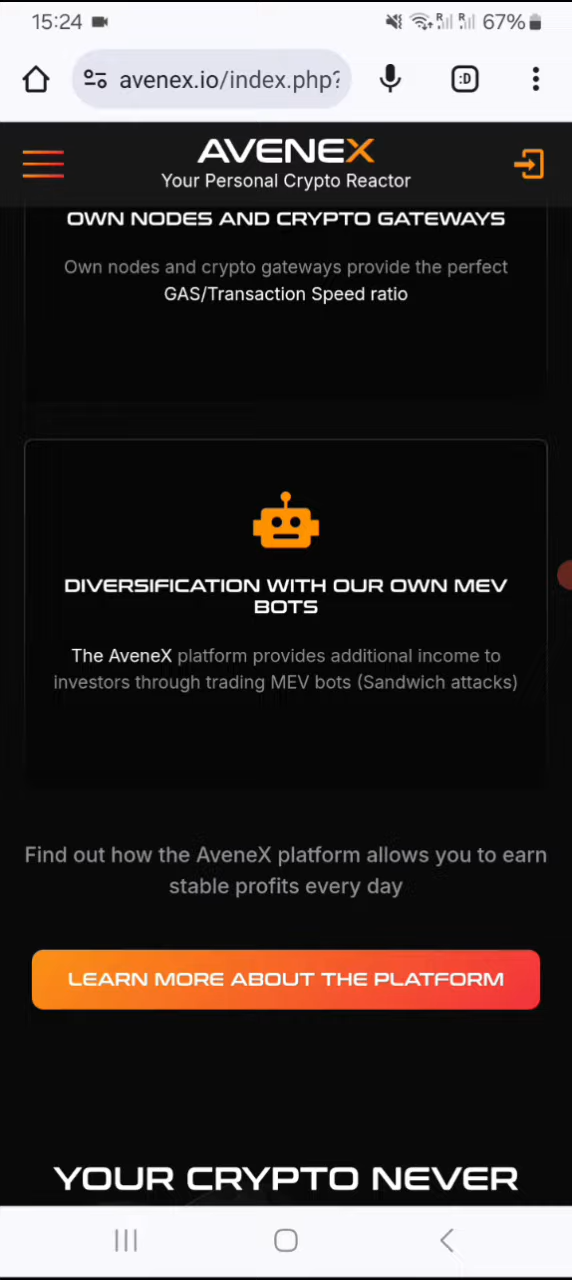 15:24
67%
avenex.io/index.php?
:D
AVENEX
Your Personal Crypto Reactor
OWN NODES AND CRYPTO GATEWAYS
Own nodes and crypto gateways provide the perfect
GAS/Transaction Speed ratio
DIVERSIFICATION WITH OUR OWN MEV
BOTS
The AveneX platform provides additional income to
investors through trading MEV bots (Sandwich attacks)
Find out how the AveneX platform allows you to earn
stable profits every day
LEARN MORE ABOUT THE PLATFORM
YOUR CRYPTO NEVER